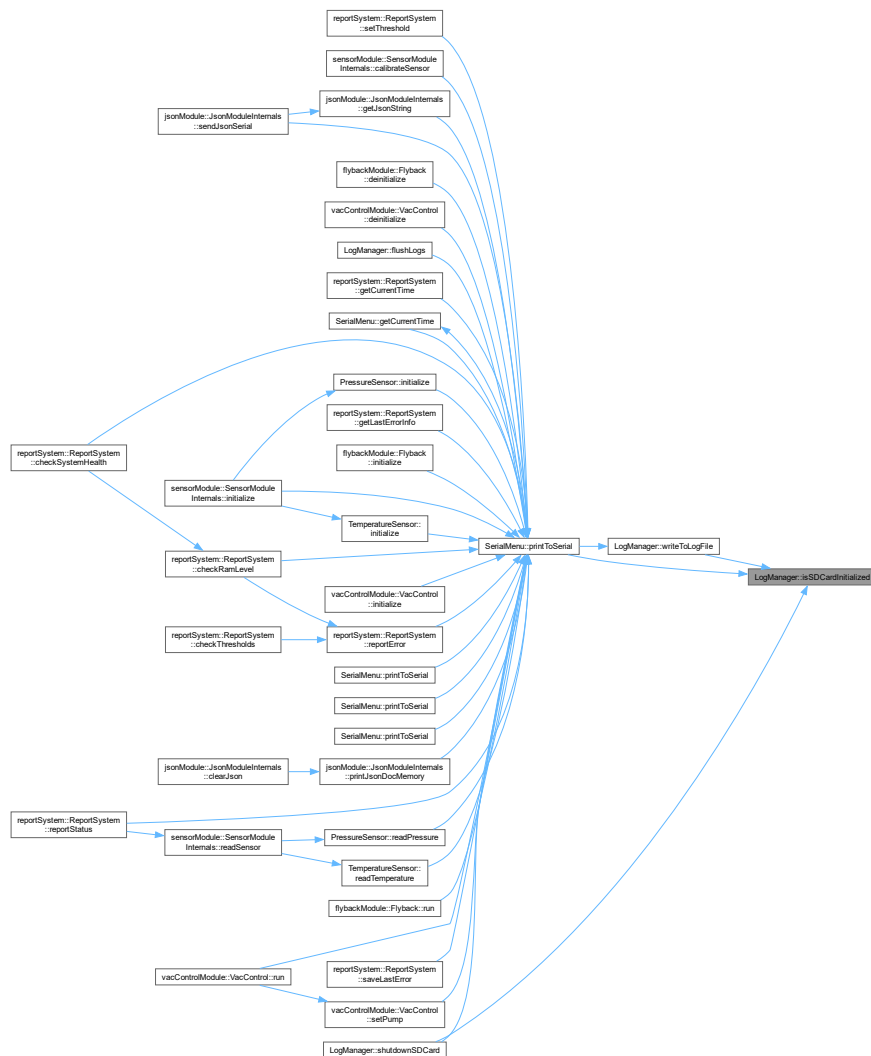 reportSystem::ReportSystem
::setThreshold
sensorModule::SensorModule
Internals::calibrateSensor
jsonModule::JsonModuleInternals
::getJsonString
jsonModule::JsonModuleInternals
::sendJsonSerial
flybackModule::Flyback
::deinitialize
vacControlModule::VacControl
::deinitialize
LogManager::flushLogs
reportSystem::ReportSystem
::getCurrentTime
SerialMenu::getCurrentTime
PressureSensor::initialize
reportSystem::ReportSystem
::getLastErrorInfo
reportSystem::ReportSystem
::checkSystemHealth
flybackModule::Flyback
::initialize
sensorModule::SensorModule
Internals::initialize
TemperatureSensor::
initialize
SerialMenu::printToSerial
LogManager::writeToLogFile
reportSystem::ReportSystem
::checkRamLevel
LogManager::isSDCardInitialized
vacControlModule::VacControl
::initialize
reportSystem::ReportSystem
::checkThresholds
reportSystem::ReportSystem
::reportError
SerialMenu::printToSerial
SerialMenu::printToSerial
SerialMenu::printToSerial
jsonModule::JsonModuleInternals
::clearJson
jsonModule::JsonModuleInternals
::printJsonDocMemory
reportSystem::ReportSystem
::reportStatus
sensorModule::SensorModule
Internals::readSensor
PressureSensor::readPressure
TemperatureSensor::
readTemperature
flybackModule::Flyback::run
vacControlModule::VacControl::run
reportSystem::ReportSystem
::saveLastError
vacControlModule::VacControl
::setPump
LogManager::shutdownSDCard